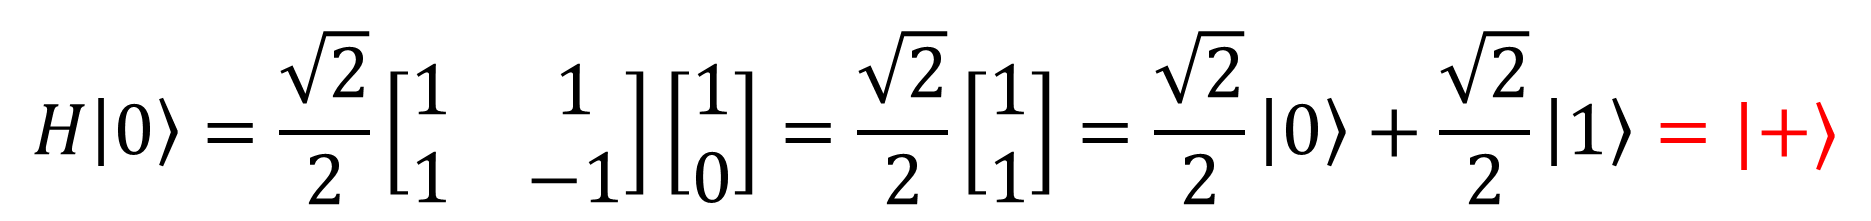 H|0⟩ = √2/2 [1 1; 1 −1] [1; 0] = √2/2 [1; 1] = √2/2 |0⟩ + √2/2 |1⟩ = |+⟩